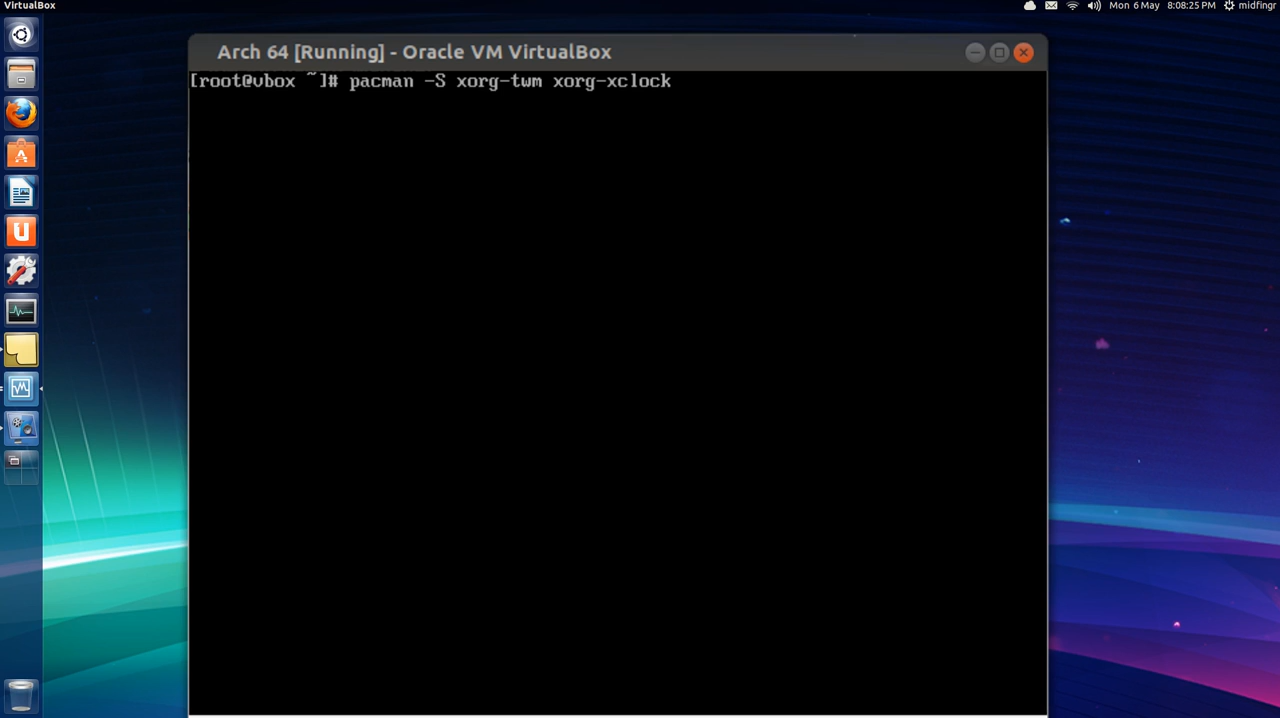 VirtualBox
Mon 6 May 8:08:25 PM midfingr
Arch 64 [Running] - Oracle VM VirtualBox
[root@vbox ~]# pacman -S xorg-twm xorg-xclock